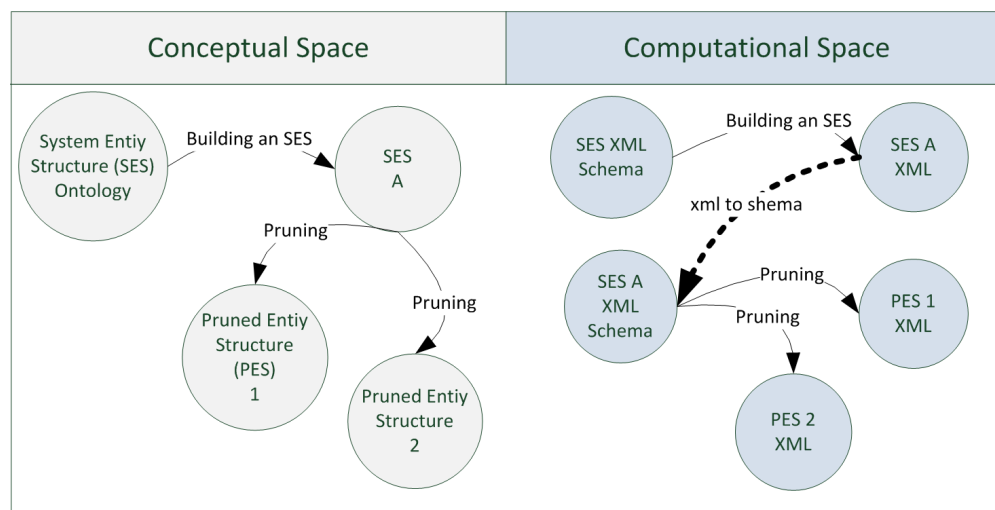 Conceptual Space
Computational Space
System Entiy
Structure (SES)
Ontology
Building an SES
SES
A
Pruning
Pruning
Pruned Entiy
Structure
(PES)
1
Pruned Entiy
Structure
2
SES XML
Schema
Building an SES
SES A
XML
xml to shema
SES A
XML
Schema
Pruning
Pruning
PES 1
XML
PES 2
XML